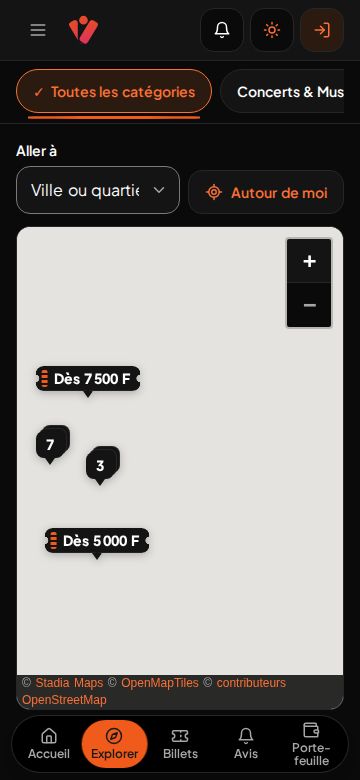 ✓ Toutes les catégories
Concerts & Mus
Aller à
Ville ou quartie
Autour de moi
+
−
Dès 7 500 F
7
3
Dès 5 000 F
© Stadia Maps © OpenMapTiles © contributeurs
OpenStreetMap
Accueil
Explorer
Billets
Avis
Porte-
feuille